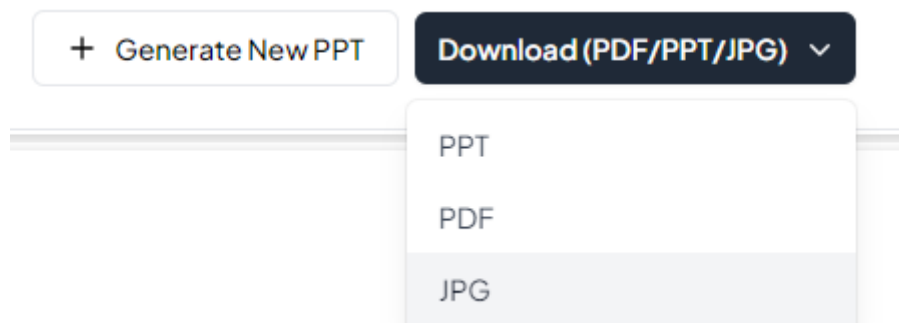 + Generate New PPT
Download (PDF/PPT/JPG)
PPT
PDF
JPG